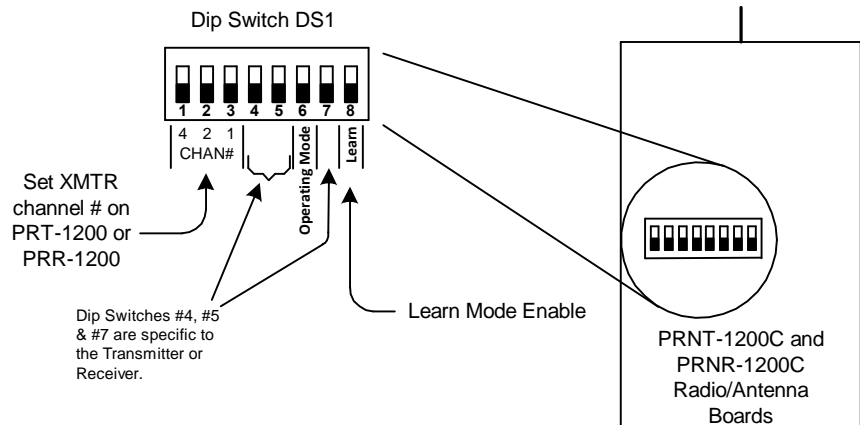 Dip Switch DS1
1 2 3 4 5 6 7 8
4 2 1
CHAN#
Operating Mode
Learn
Set XMTR
channel # on
PRT-1200 or
PRR-1200
Dip Switches #4, #5
& #7 are specific to
the Transmitter or
Receiver.
Learn Mode Enable
PRNT-1200C and
PRNR-1200C
Radio/Antenna
Boards